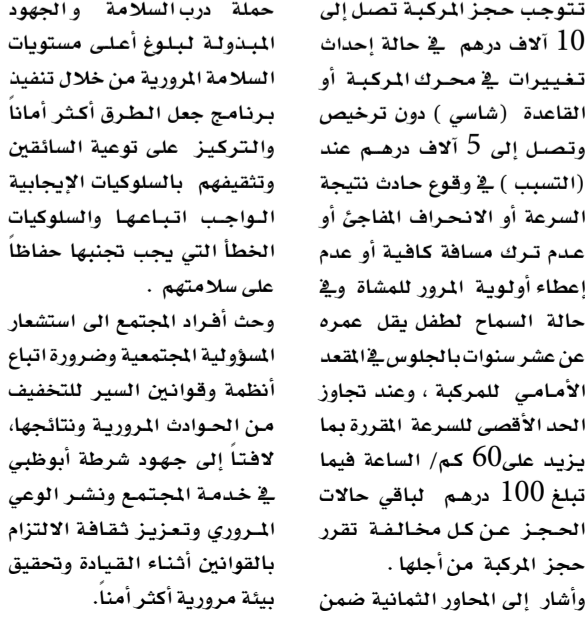 تتوجب حجز المركبة تصل إلى
10 آلاف درهم في حالة إحداث
تغييرات في محرك المركبة أو
القاعدة (شاسي ) دون ترخيص
وتصل إلى 5 آلاف درهم عند
(التسبب ) في وقوع حادث نتيجة
السرعة أو الانحراف المفاجئ أو
عدم ترك مسافة كافية أو عدم
إعطاء أولوية المرور للمشاة وفي
حالة السماح لطفل يقل عمره
عن عشر سنوات بالجلوس في المقعد
الأمامي للمركبة ، وعند تجاوز
الحد الأقصى للسرعة المقررة بما
يزيد على60 كم/ الساعة فيما
تبلغ 100 درهم لباقي حالات
الحجز عن كل مخالفة تقرر
حجز المركبة من أجلها .
وأشار إلى المحاور الثمانية ضمن
حملة درب السلامة والجهود
المبذولة لبلوغ أعلى مستويات
السلامة المرورية من خلال تنفيذ
برنامج جعل الطرق أكثر أماناً
والتركيز على توعية السائقين
وتثقيفهم بالسلوكيات الإيجابية
الواجب اتباعها والسلوكيات
الخطأ التي يجب تجنبها حفاظاً
على سلامتهم .
وحث أفراد المجتمع الى استشعار
المسؤولية المجتمعية وضرورة اتباع
أنظمة وقوانين السير للتخفيف
من الحوادث المرورية ونتائجها،
لافتاً إلى جهود شرطة أبوظبي
في خدمة المجتمع ونشر الوعي
المروري وتعزيز ثقافة الالتزام
بالقوانين أثناء القيادة وتحقيق
بيئة مرورية أكثر أمناً.